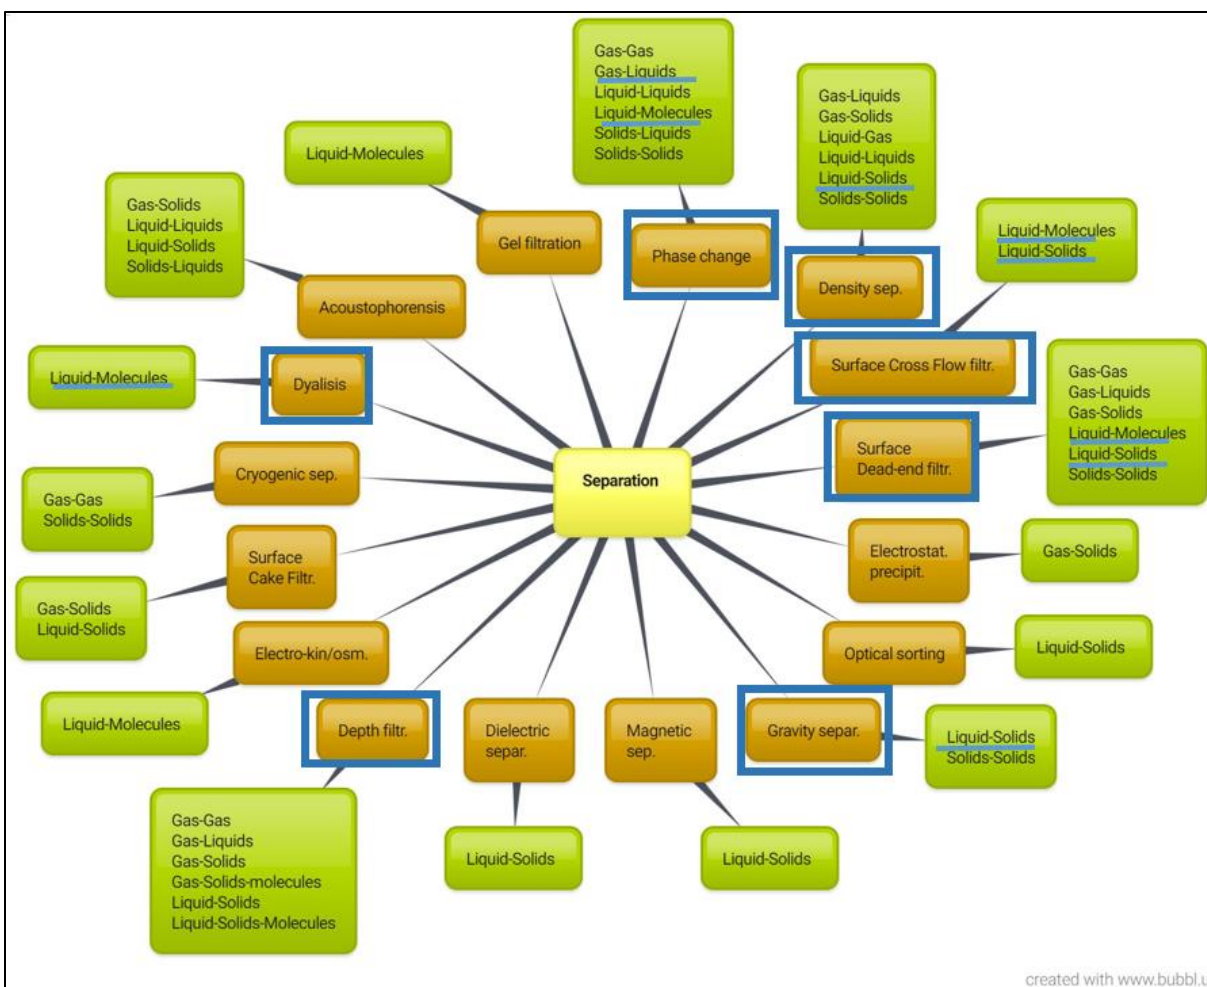 Gas-Gas
Gas-Liquids
Liquid-Liquids
Liquid-Molecules
Solids-Liquids
Solids-Solids
Gas-Liquids
Gas-Solids
Liquid-Gas
Liquid-Liquids
Liquid-Solids
Solids-Solids
Liquid-Molecules
Gas-Solids
Liquid-Liquids
Liquid-Solids
Solids-Liquids
Gel filtration
Phase change
Density sep.
Liquid-Molecules
Liquid-Solids
Acoustophorensis
Surface Cross Flow filtr.
Liquid-Molecules
Dyalisis
Gas-Gas
Gas-Liquids
Gas-Solids
Liquid-Molecules
Liquid-Solids
Solids-Solids
Surface
Dead-end filtr.
Cryogenic sep.
Separation
Gas-Gas
Solids-Solids
Surface
Cake Filtr.
Electrostat.
precipit.
Gas-Solids
Gas-Solids
Liquid-Solids
Electro-kin/osm.
Optical sorting
Liquid-Solids
Liquid-Molecules
Depth filtr.
Dielectric
separ.
Magnetic
sep.
Gravity separ.
Liquid-Solids
Solids-Solids
Gas-Gas
Gas-Liquids
Gas-Solids
Gas-Solids-molecules
Liquid-Solids
Liquid-Solids-Molecules
Liquid-Solids
Liquid-Solids
created with www.bubbl.u